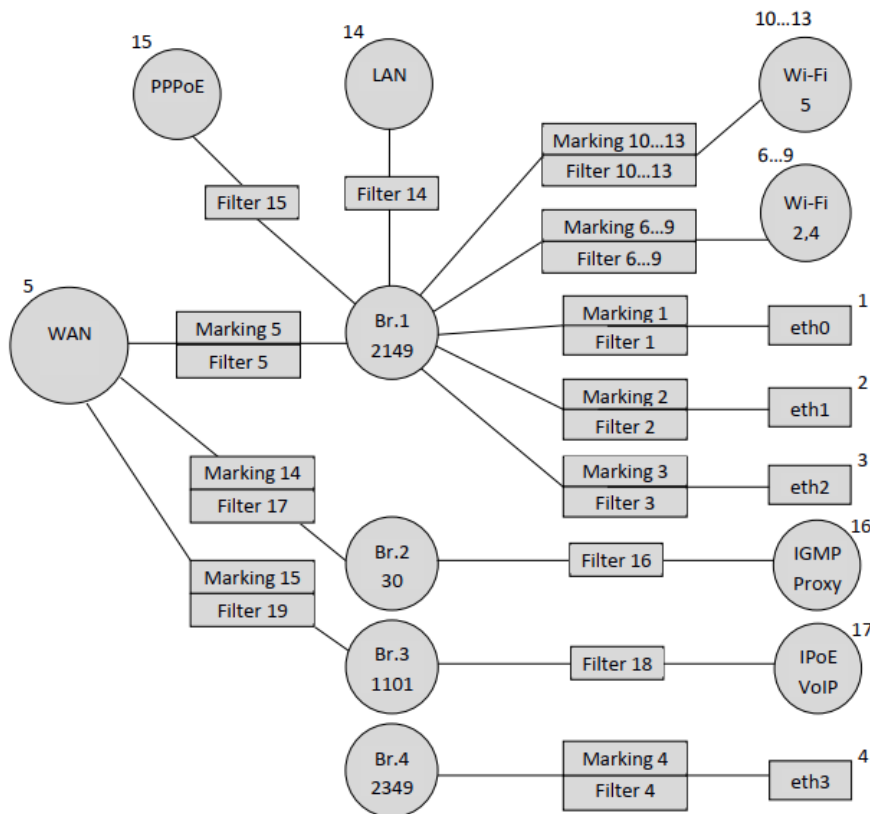 10...13
15
14
PPPoE
LAN
Wi-Fi
5
Marking 10...13
Filter 10...13
6...9
Filter 15
Filter 14
Wi-Fi
2,4
Marking 6...9
Filter 6...9
5
WAN
Marking 5
Filter 5
Br.1
2149
Marking 1
Filter 1
1
eth0
Marking 2
Filter 2
2
eth1
Marking 3
Filter 3
3
eth2
Marking 14
Filter 17
Br.2
30
Filter 16
16
IGMP
Proxy
Marking 15
Filter 19
Br.3
1101
Filter 18
17
IPoE
VoIP
Br.4
2349
Marking 4
Filter 4
4
eth3